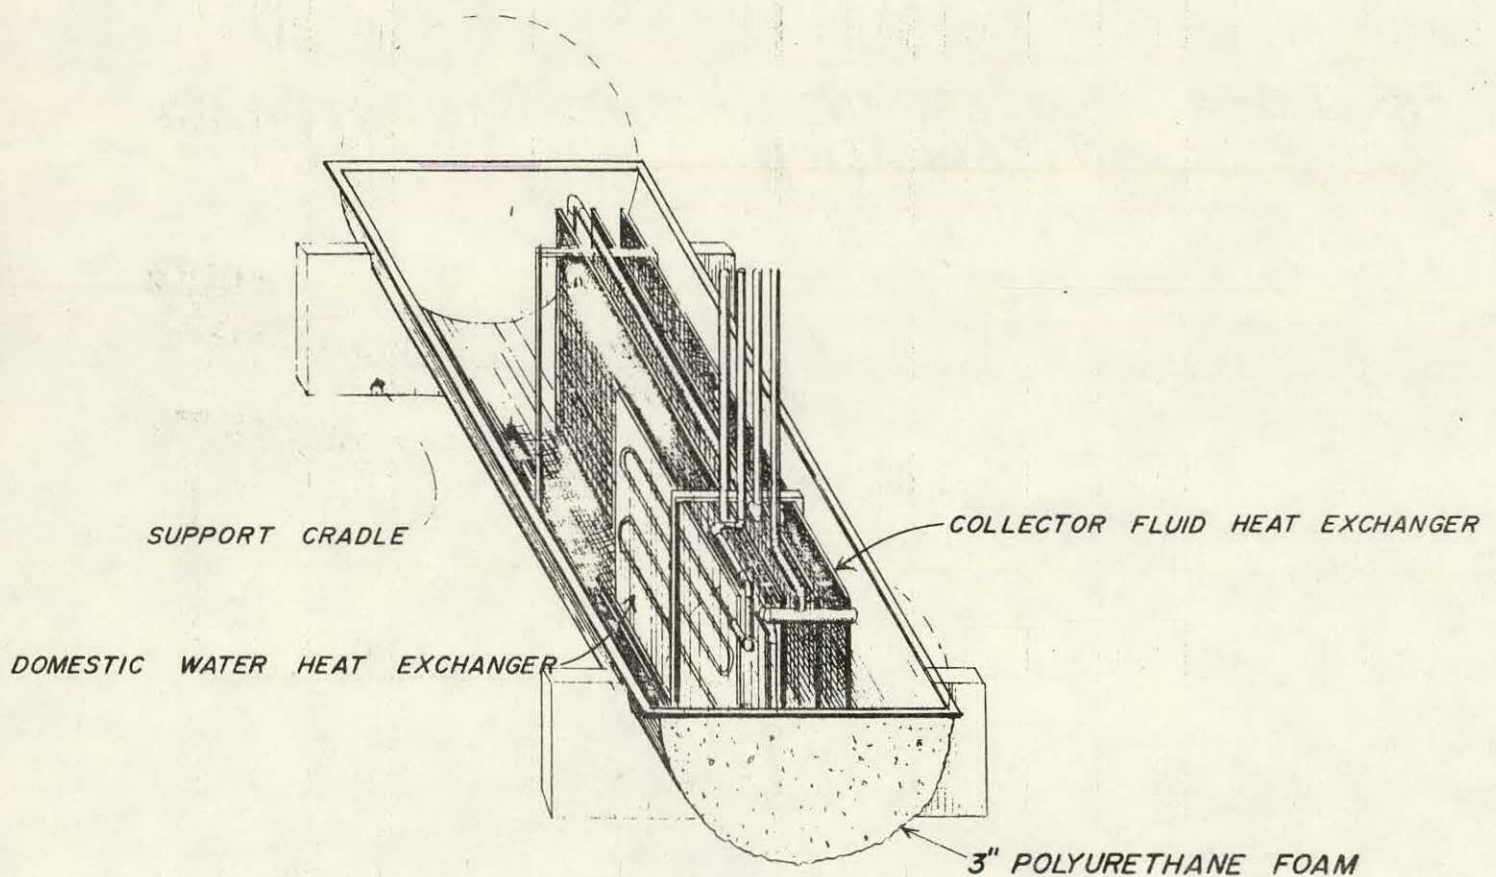 SUPPORT CRADLE
COLLECTOR FLUID HEAT EXCHANGER
DOMESTIC WATER HEAT EXCHANGER
3" POLYURETHANE FOAM